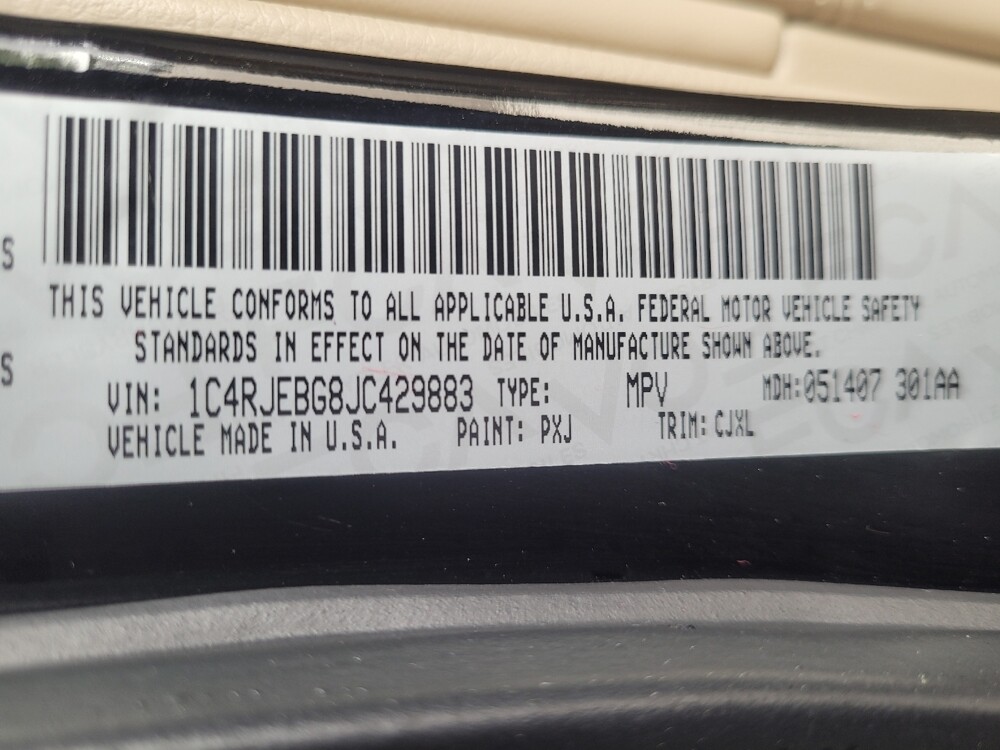 THIS VEHICLE CONFORMS TO ALL APPLICABLE U.S.A. FEDERAL MOTOR VEHICLE SAFETY
STANDARDS IN EFFECT ON THE DATE OF MANUFACTURE SHOWN ABOVE.
VIN: 1C4RJEBG8JC429883 TYPE: MPV MDH:051407 301AA
VEHICLE MADE IN U.S.A. PAINT: PXJ TRIM: CJXL
S
S